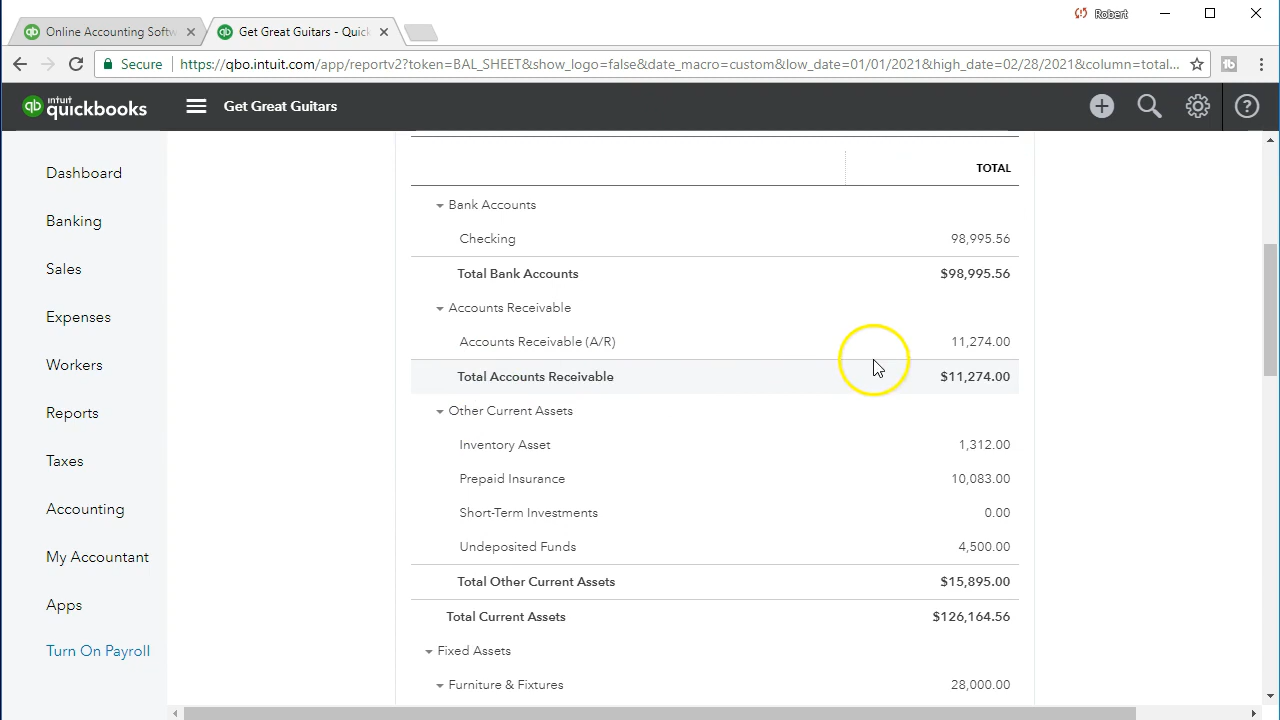 Online Accounting Softw
Get Great Guitars - Quick
Robert
Secure
https://qbo.intuit.com/app/reportv2?token=BAL_SHEET&show_logo=false&date_macro=custom&low_date=01/01/2021&high_date=02/28/2021&column=total...
intuit
quickbooks
Get Great Guitars
Dashboard
Banking
Sales
Expenses
Workers
Reports
Taxes
Accounting
My Accountant
Apps
Turn On Payroll
TOTAL
Bank Accounts
Checking 98,995.56
Total Bank Accounts $98,995.56
Accounts Receivable
Accounts Receivable (A/R) 11,274.00
Total Accounts Receivable $11,274.00
Other Current Assets
Inventory Asset 1,312.00
Prepaid Insurance 10,083.00
Short-Term Investments 0.00
Undeposited Funds 4,500.00
Total Other Current Assets $15,895.00
Total Current Assets $126,164.56
Fixed Assets
Furniture & Fixtures 28,000.00